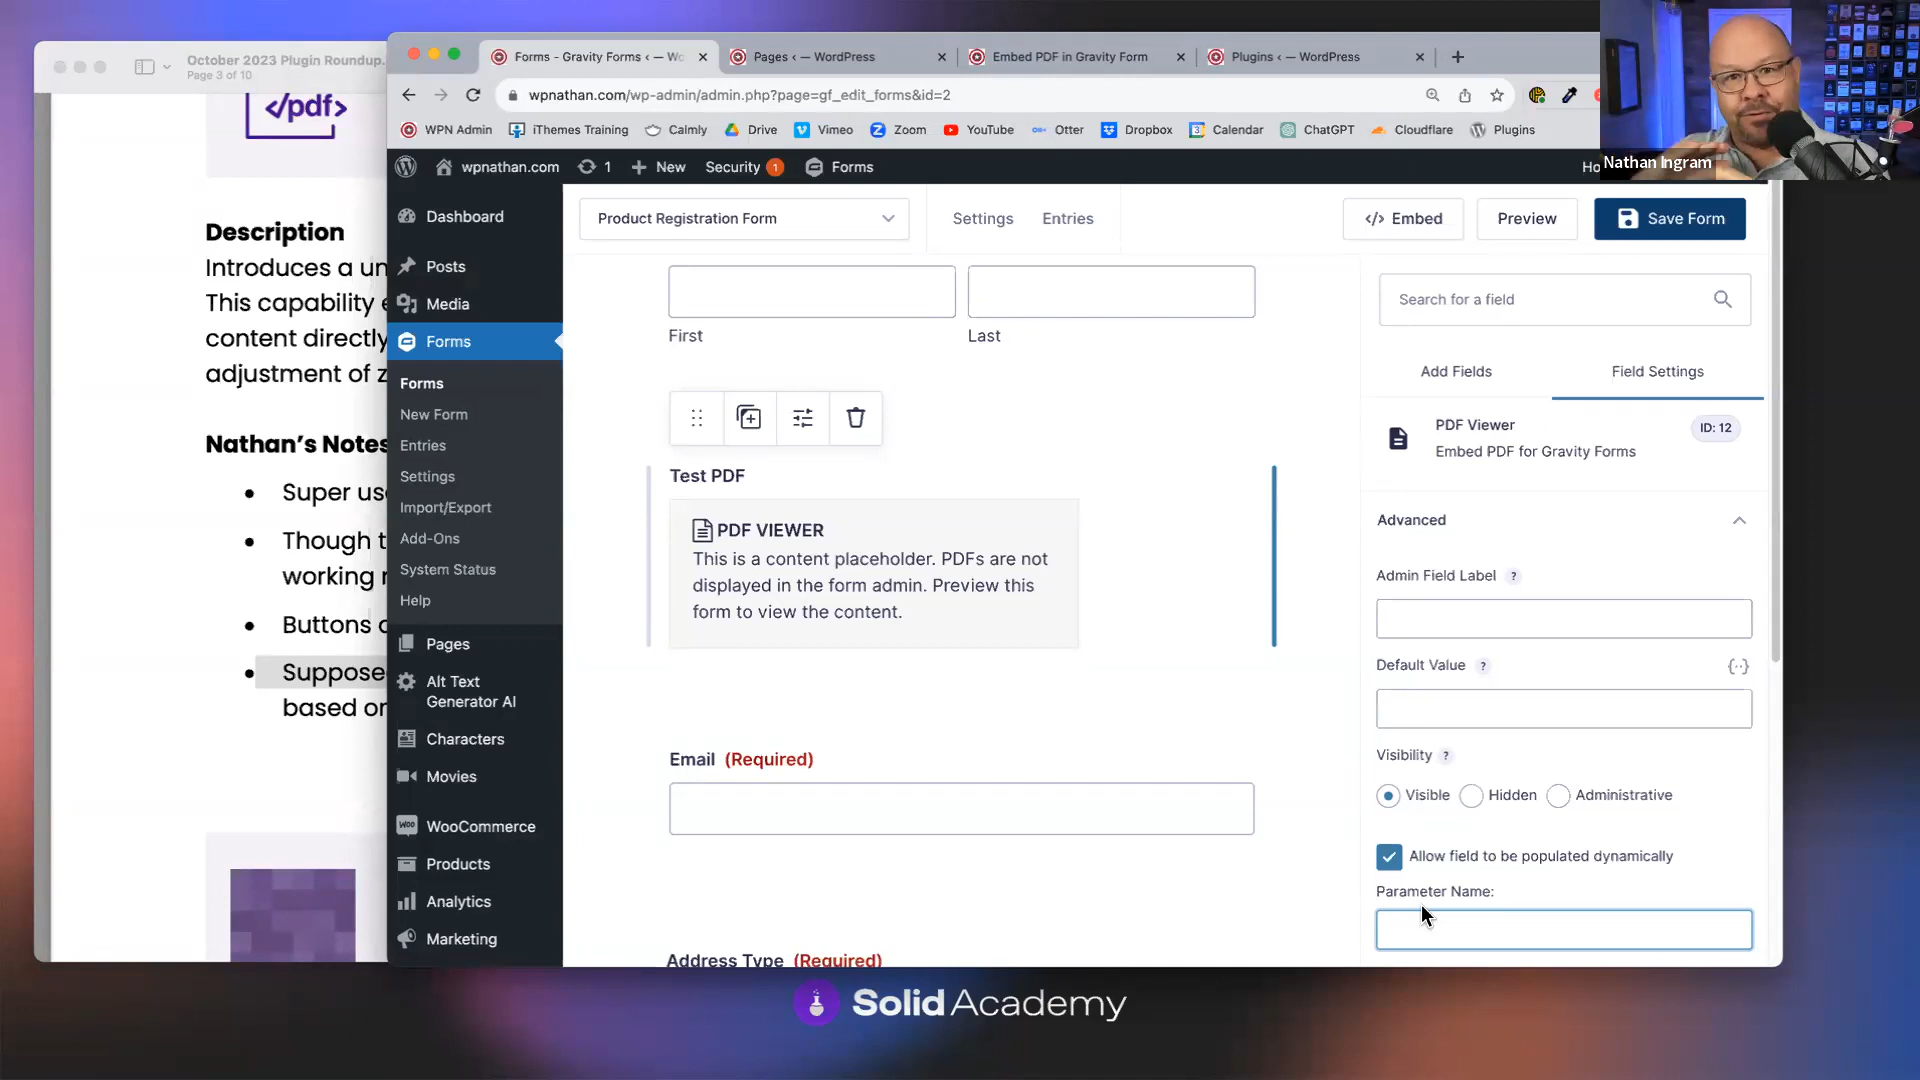 October 2023 Plugin Roundup.
Page 3 of 10
</pdf>
Description
Introduces a un
This capability e
content directly
adjustment of z
Nathan's Notes
• Super us
• Though t
working r
• Buttons
• Suppose
based or
Forms - Gravity Forms ‹ — Wo
Pages ‹ — WordPress
Embed PDF in Gravity Form
Plugins ‹ — WordPress
wpnathan.com/wp-admin/admin.php?page=gf_edit_forms&id=2
WPN Admin
iThemes Training
Calmly
Drive
Vimeo
Zoom
YouTube
Otter
Dropbox
Calendar
ChatGPT
Cloudflare
Plugins
wpnathan.com
1
New
Security 1
Forms
Ho
Nathan Ingram
Dashboard
Posts
Media
Forms
Forms
New Form
Entries
Settings
Import/Export
Add-Ons
System Status
Help
Pages
Alt Text
Generator AI
Characters
Movies
WooCommerce
Products
Analytics
Marketing
Product Registration Form
Settings
Entries
</> Embed
Preview
Save Form
First
Last
Test PDF
PDF VIEWER
This is a content placeholder. PDFs are not
displayed in the form admin. Preview this
form to view the content.
Email (Required)
Address Type (Required)
Search for a field
Add Fields
Field Settings
PDF Viewer
ID: 12
Embed PDF for Gravity Forms
Advanced
Admin Field Label ?
Default Value ?
Visibility ?
Visible
Hidden
Administrative
Allow field to be populated dynamically
Parameter Name:
SolidAcademy